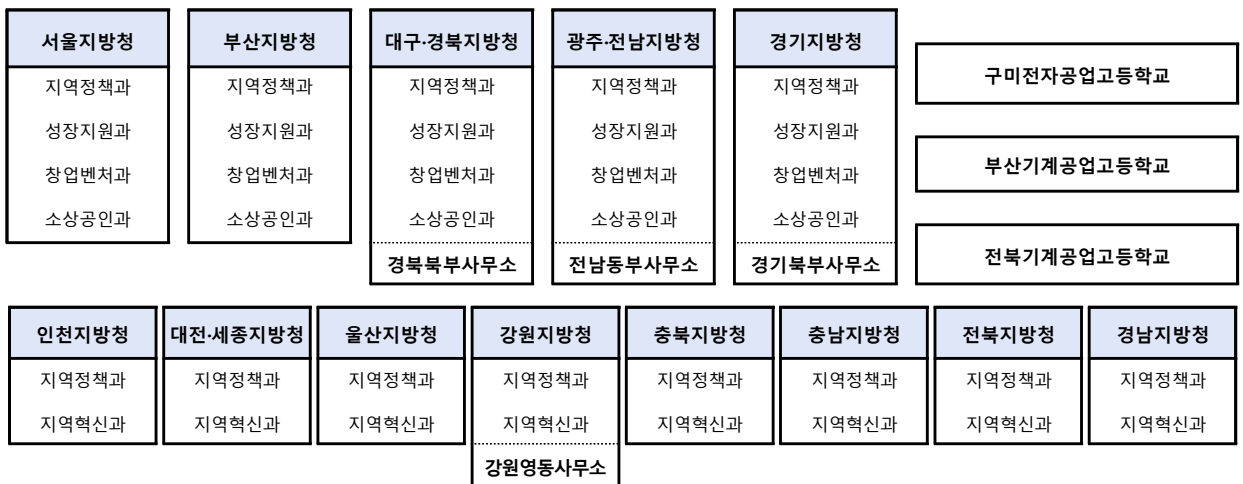 서울지방청
지역정책과
성장지원과
창업벤처과
소상공인과
부산지방청
지역정책과
성장지원과
창업벤처과
소상공인과
대구·경북지방청
지역정책과
성장지원과
창업벤처과
소상공인과
경북북부사무소
광주·전남지방청
지역정책과
성장지원과
창업벤처과
소상공인과
전남동부사무소
경기지방청
지역정책과
성장지원과
창업벤처과
소상공인과
경기북부사무소
구미전자공업고등학교
부산기계공업고등학교
전북기계공업고등학교
인천지방청
지역정책과
지역혁신과
대전·세종지방청
지역정책과
지역혁신과
울산지방청
지역정책과
지역혁신과
강원지방청
지역정책과
지역혁신과
강원영동사무소
충북지방청
지역정책과
지역혁신과
충남지방청
지역정책과
지역혁신과
전북지방청
지역정책과
지역혁신과
경남지방청
지역정책과
지역혁신과